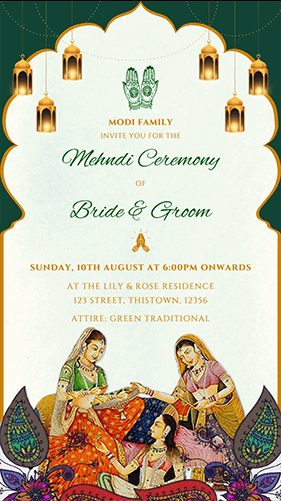 MODI FAMILY
INVITE YOU FOR THE
Mehndi Ceremony
OF
Bride & Groom
SUNDAY, 10TH AUGUST AT 6:00PM ONWARDS
AT THE LILY & ROSE RESIDENCE
123 STREET, THISTOWN, 12356
ATTIRE: GREEN TRADITIONAL